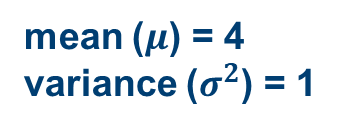 mean (μ) = 4
variance (σ²) = 1